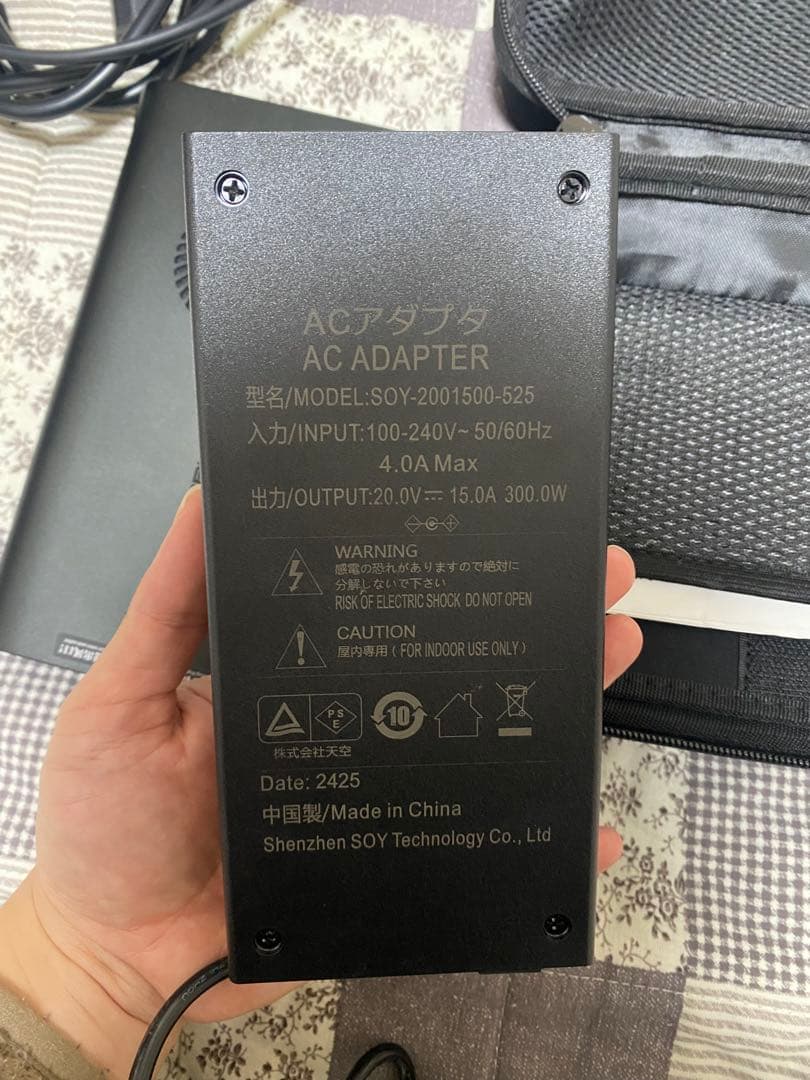 ACアダプタ
AC ADAPTER
型名/MODEL:SOY-2001500-525
入力/INPUT:100-240V~50/60Hz
4.0A Max
出力/OUTPUT:20.0V⎓15.0A 300.0W
WARNING
感電の恐れがありますので絶対に
分解しないで下さい
RISK OF ELECTRIC SHOCK DO NOT OPEN
CAUTION
屋内専用(FOR INDOOR USE ONLY)
PS
E
10
株式会社天空
Date: 2425
中国製/Made in China
Shenzhen SOY Technology Co., Ltd